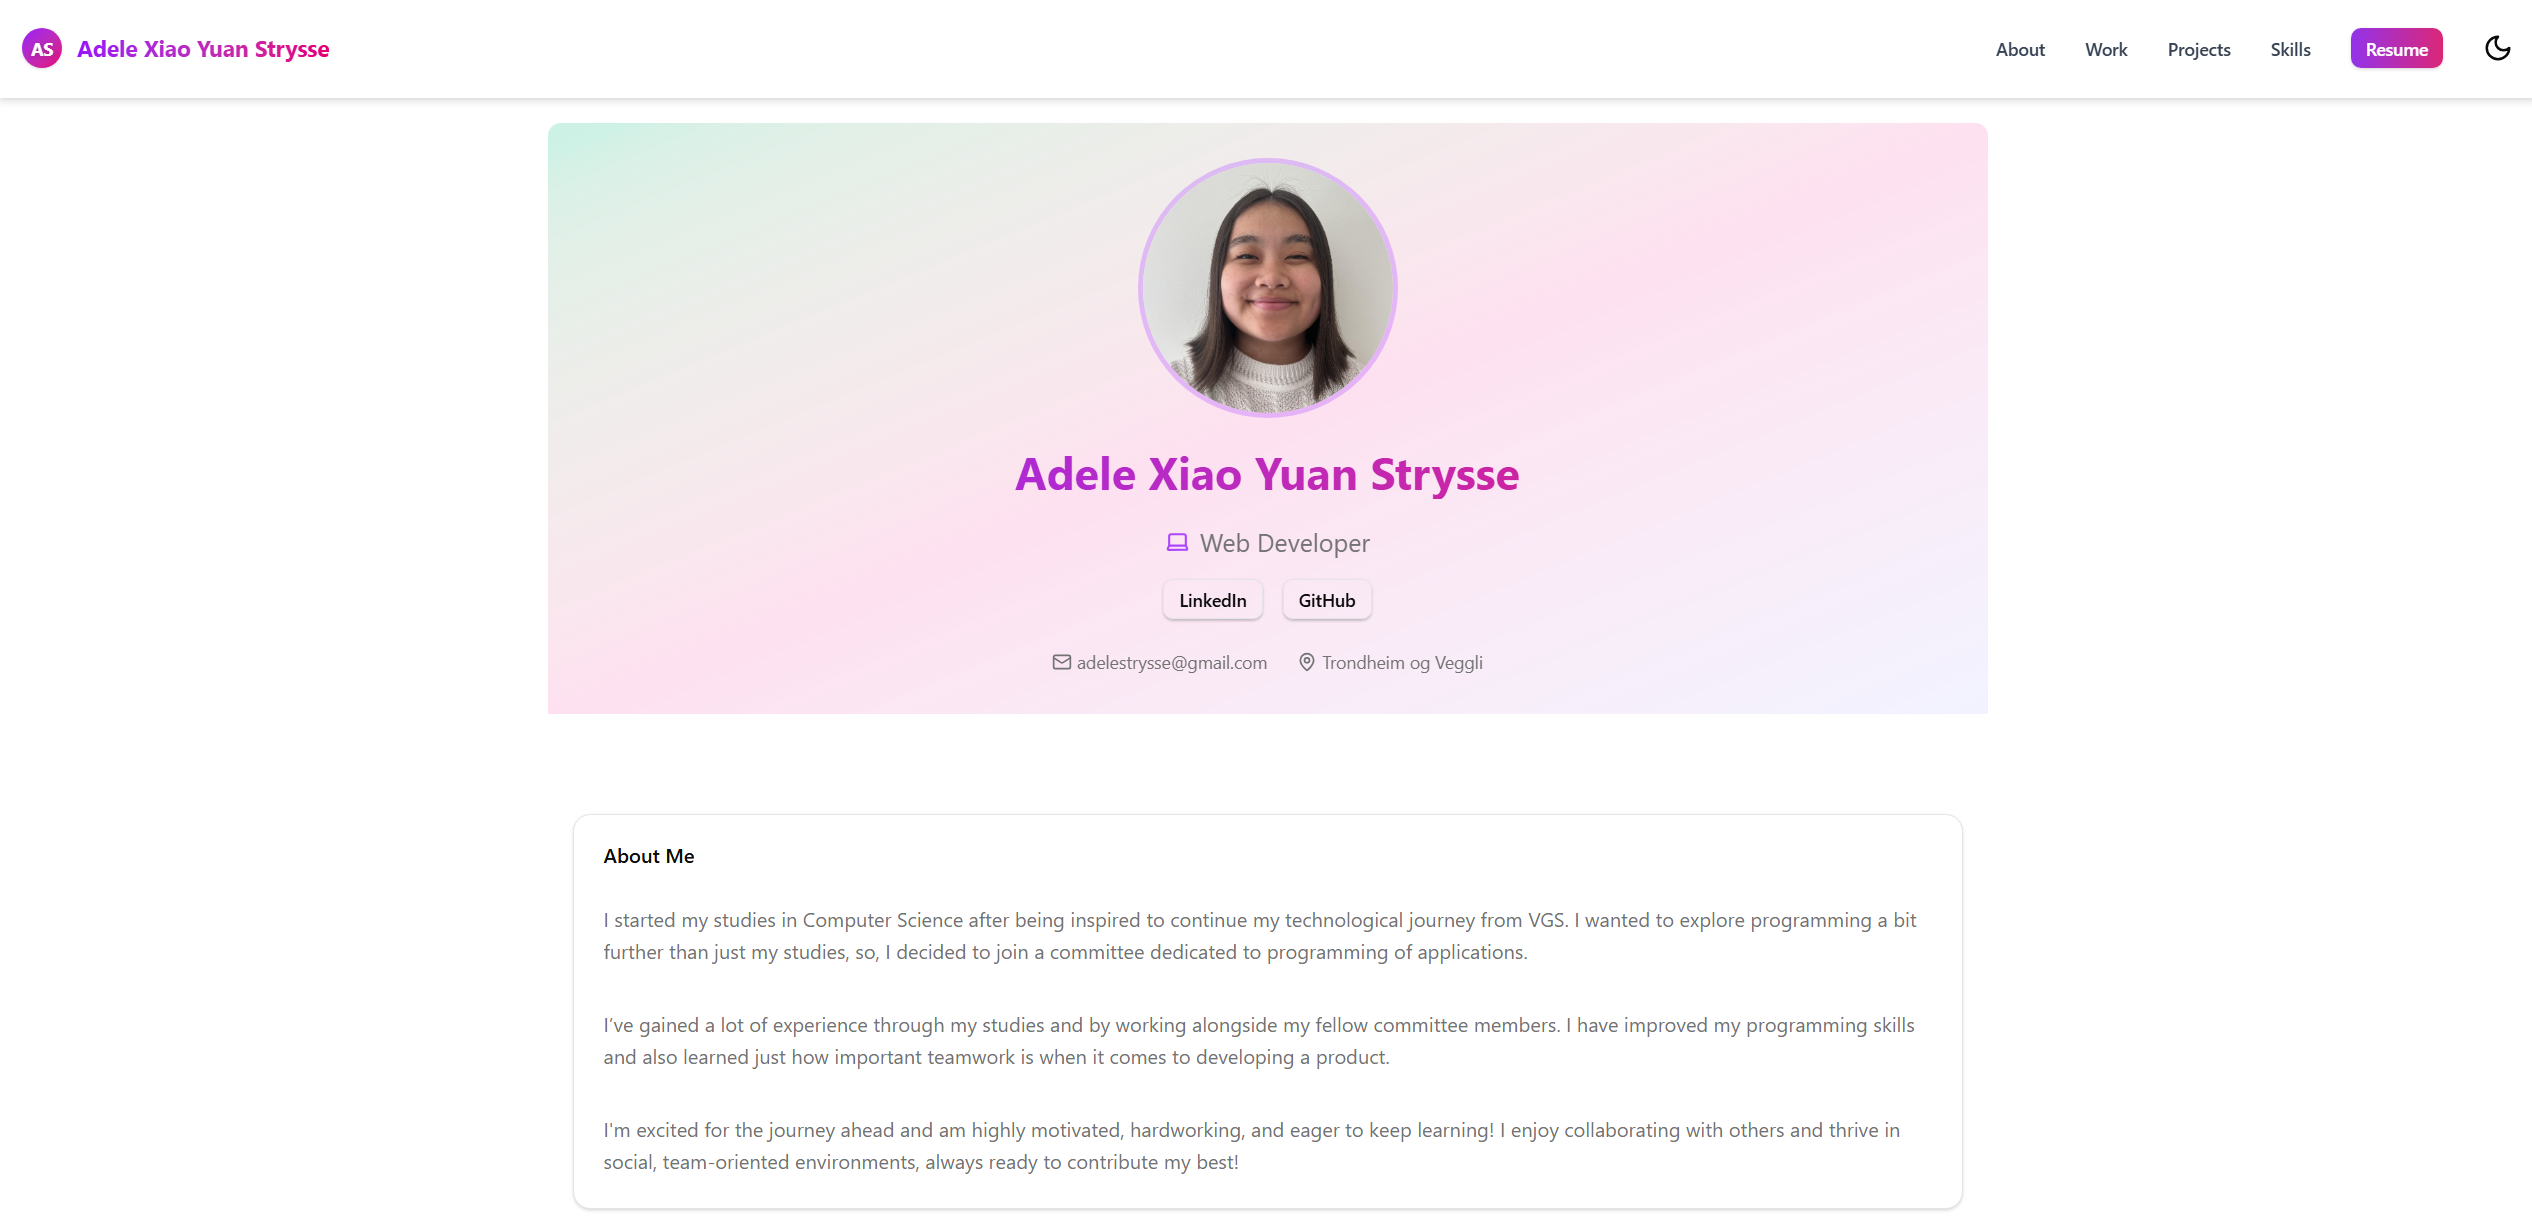 AS Adele Xiao Yuan Strysse
About Work Projects Skills Resume
Adele Xiao Yuan Strysse
Web Developer
LinkedIn GitHub
adelestrysse@gmail.com Trondheim og Veggli
About Me
I started my studies in Computer Science after being inspired to continue my technological journey from VGS. I wanted to explore programming a bit
further than just my studies, so, I decided to join a committee dedicated to programming of applications.
I’ve gained a lot of experience through my studies and by working alongside my fellow committee members. I have improved my programming skills
and also learned just how important teamwork is when it comes to developing a product.
I'm excited for the journey ahead and am highly motivated, hardworking, and eager to keep learning! I enjoy collaborating with others and thrive in
social, team-oriented environments, always ready to contribute my best!